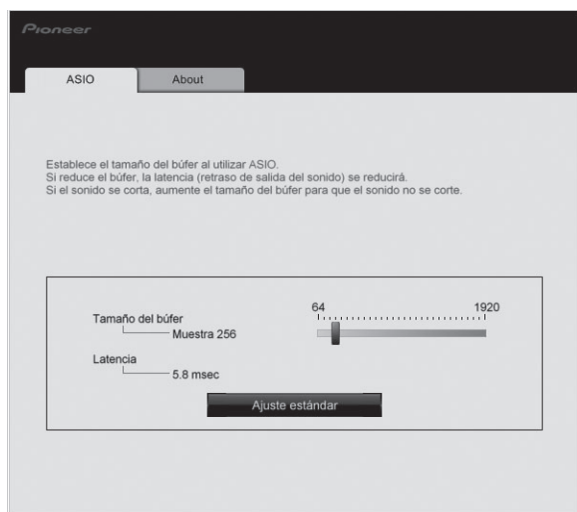 Pioneer
ASIO
About
Establece el tamaño del búfer al utilizar ASIO.
Si reduce el búfer, la latencia (retraso de salida del sonido) se reducirá.
Si el sonido se corta, aumente el tamaño del búfer para que el sonido no se corte.
64
1920
Tamaño del búfer
Muestra 256
Latencia
5.8 msec
Ajuste estándar